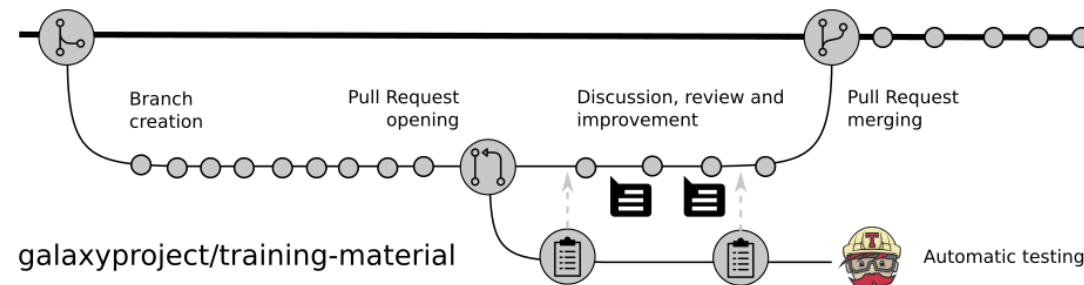 Branch
creation
Pull Request
opening
Discussion, review and
improvement
Pull Request
merging
galaxyproject/training-material
T
Automatic testing